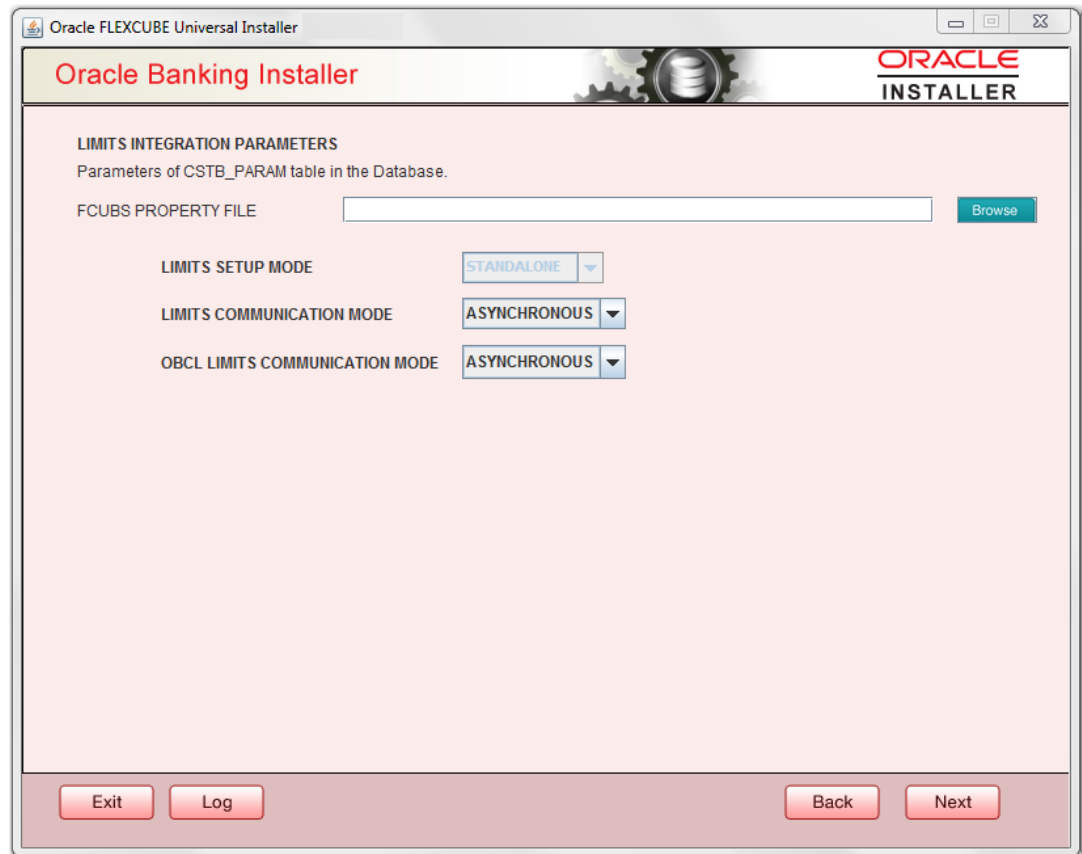 Oracle FLEXCUBE Universal Installer
Oracle Banking Installer
ORACLE
INSTALLER
LIMITS INTEGRATION PARAMETERS
Parameters of CSTB_PARAM table in the Database.
FCUBS PROPERTY FILE
Browse
LIMITS SETUP MODE
STANDALONE
LIMITS COMMUNICATION MODE
ASYNCHRONOUS
OBCL LIMITS COMMUNICATION MODE
ASYNCHRONOUS
Exit
Log
Back
Next